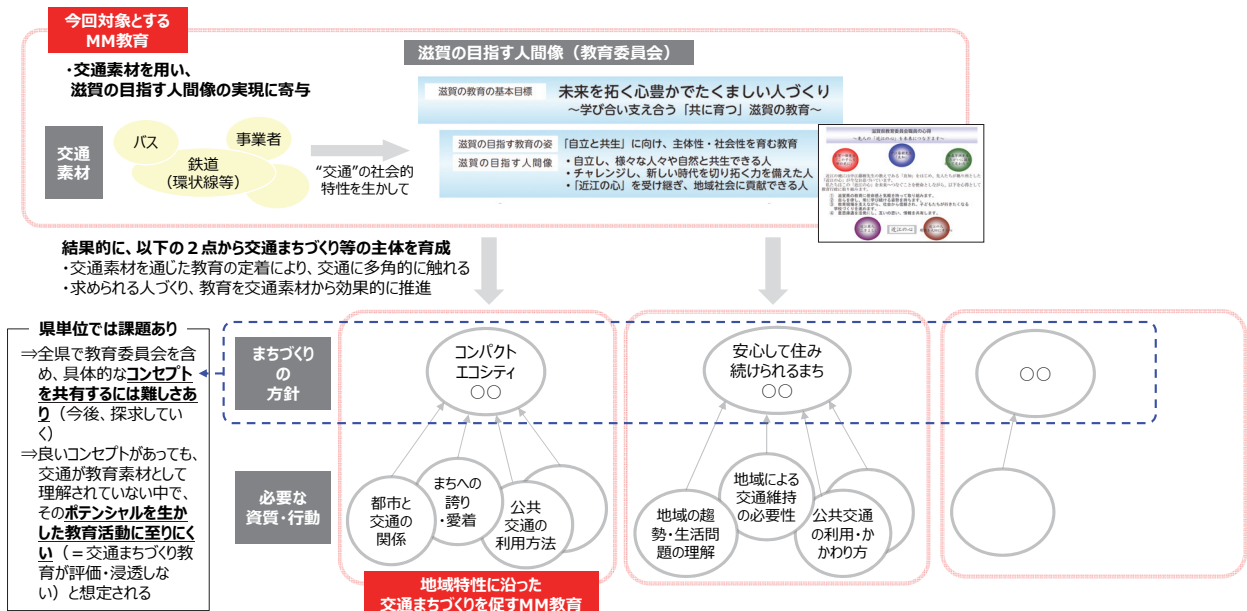 今回対象とする
MM教育
・交通素材を用い、
滋賀の目指す人間像の実現に寄与
交通
素材
バス
事業者
鉄道
（環状線等）
“交通”の社会的
特性を生かして
滋賀の目指す人間像（教育委員会）
滋賀の教育の基本目標
未来を拓く心豊かでたくましい人づくり
～学び合い支え合う「共に育つ」滋賀の教育～
滋賀の目指す教育の姿
「自立と共生」に向け、主体性・社会性を育む教育
滋賀の目指す人間像
・自立し、様々な人々や自然と共生できる人
・チャレンジし、新しい時代を切り拓く力を備えた人
・「近江の心」を受け継ぎ、地域社会に貢献できる人
滋賀県教育委員会職員の心得
近江の心
結果的に、以下の２点から交通まちづくり等の主体を育成
・交通素材を通じた教育の定着により、交通に多角的に触れる
・求められる人づくり、教育を交通素材から効果的に推進
県単位では課題あり
⇒全県で教育委員会を含
め、具体的なコンセプト
を共有するには難しさあ
り（今後、探求してい
く）
⇒良いコンセプトがあっても、
交通が教育素材として
理解されていない中で、
そのポテンシャルを生か
した教育活動に至りにく
い（＝交通まちづくり教
育が評価・浸透しな
い）と想定される
まちづくり
の
方針
コンパクト
エコシティ
○○
安心して住み
続けられるまち
○○
○○
必要な
資質・行動
都市と
交通の
関係
まちへの
誇り
・愛着
公共
交通の
利用方法
地域の趨
勢・生活問
題の理解
地域による
交通維持
の必要性
公共交通
の利用・か
かわり方
地域特性に沿った
交通まちづくりを促すMM教育